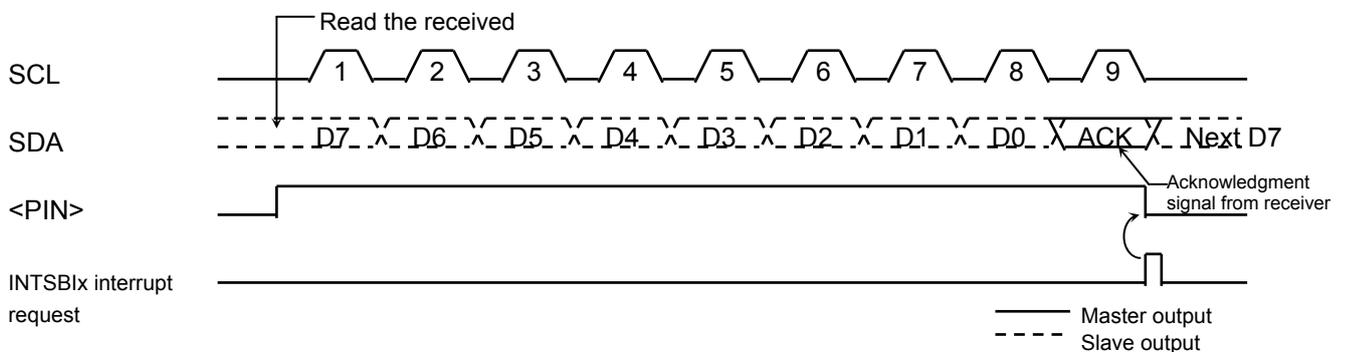 Read the received
SCL 1 2 3 4 5 6 7 8 9
SDA D7 D6 D5 D4 D3 D2 D1 D0 ACK Next D7
Acknowledgment
signal from receiver
<PIN>
INTSBIx interrupt
request
Master output
Slave output